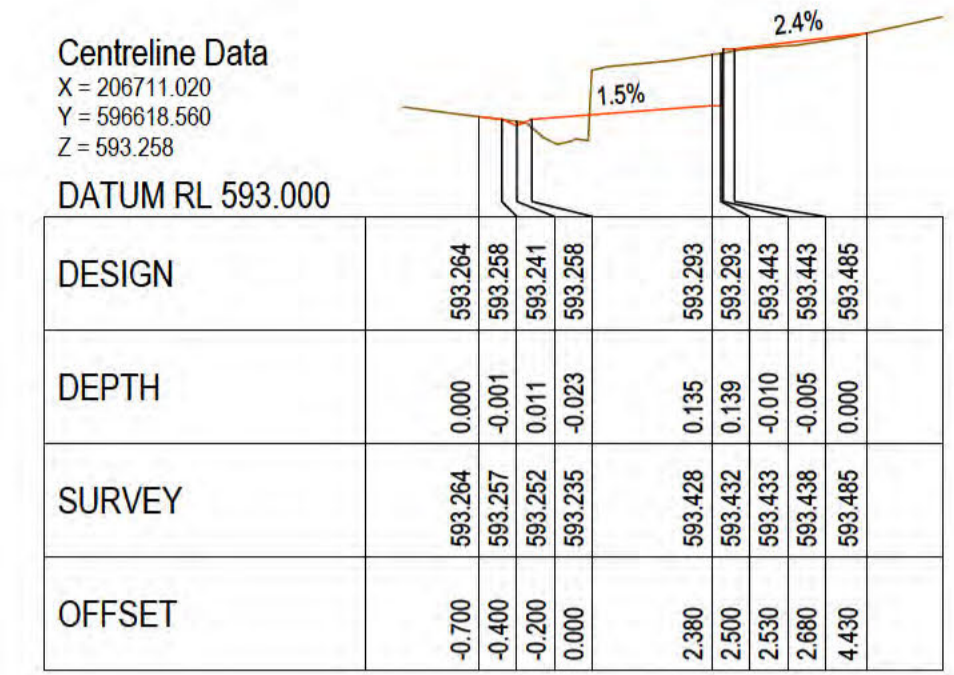 2.4%
Centreline Data
X = 206711.020
Y = 596618.560
Z = 593.258
1.5%
DATUM RL 593.000
DESIGN 593.264 593.258 593.241 593.258 593.293 593.293 593.443 593.443 593.485
DEPTH 0.000 -0.001 0.011 -0.023 0.135 0.139 -0.010 -0.005 0.000
SURVEY 593.264 593.257 593.252 593.235 593.428 593.432 593.433 593.438 593.485
OFFSET -0.700 -0.400 -0.200 0.000 2.380 2.500 2.530 2.680 4.430